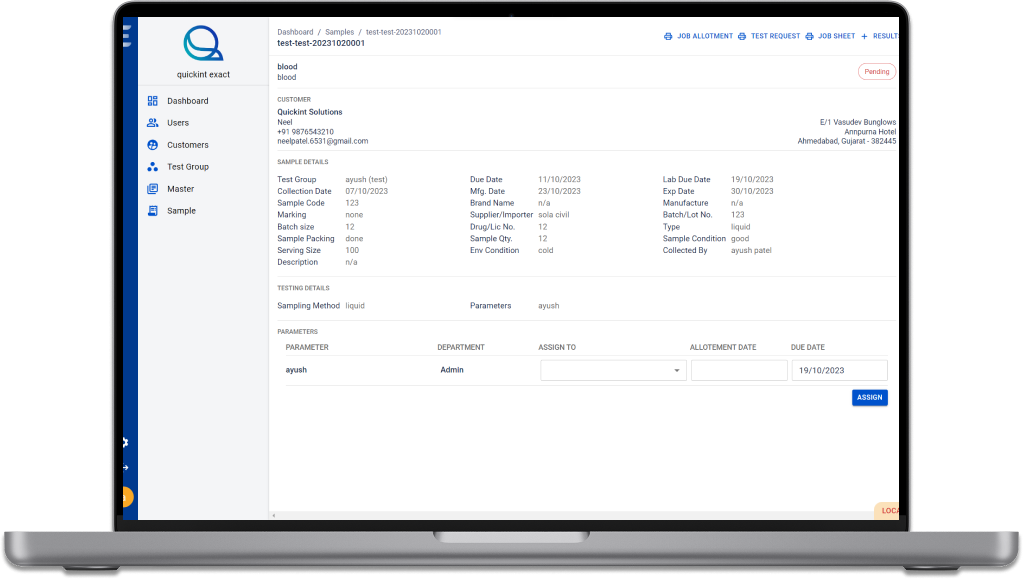 quickint exact
Dashboard
Users
Customers
Test Group
Master
Sample
Dashboard / Samples / test-test-20231020001
test-test-20231020001
JOB ALLOTMENT TEST REQUEST JOB SHEET + RESULT
blood
blood
Pending
CUSTOMER
Quickint Solutions
Neel
+91 9876543210
neelpatel.6531@gmail.com
E/1 Vasudev Bunglows
Annpurna Hotel
Ahmedabad, Gujarat - 382445
SAMPLE DETAILS
Test Group ayush (test) Due Date 11/10/2023 Lab Due Date 19/10/2023
Collection Date 07/10/2023 Mfg. Date 23/10/2023 Exp Date 30/10/2023
Sample Code 123 Brand Name n/a Manufacture n/a
Marking none Supplier/Importer sola civil Batch/Lot No. 123
Batch size 12 Drug/Lic No. 12 Type liquid
Sample Packing done Sample Qty. 12 Sample Condition good
Serving Size 100 Env Condition cold Collected By ayush patel
Description n/a
TESTING DETAILS
Sampling Method liquid Parameters ayush
PARAMETERS
PARAMETER DEPARTMENT ASSIGN TO ALLOTEMENT DATE DUE DATE
ayush Admin 19/10/2023
ASSIGN
LOCA